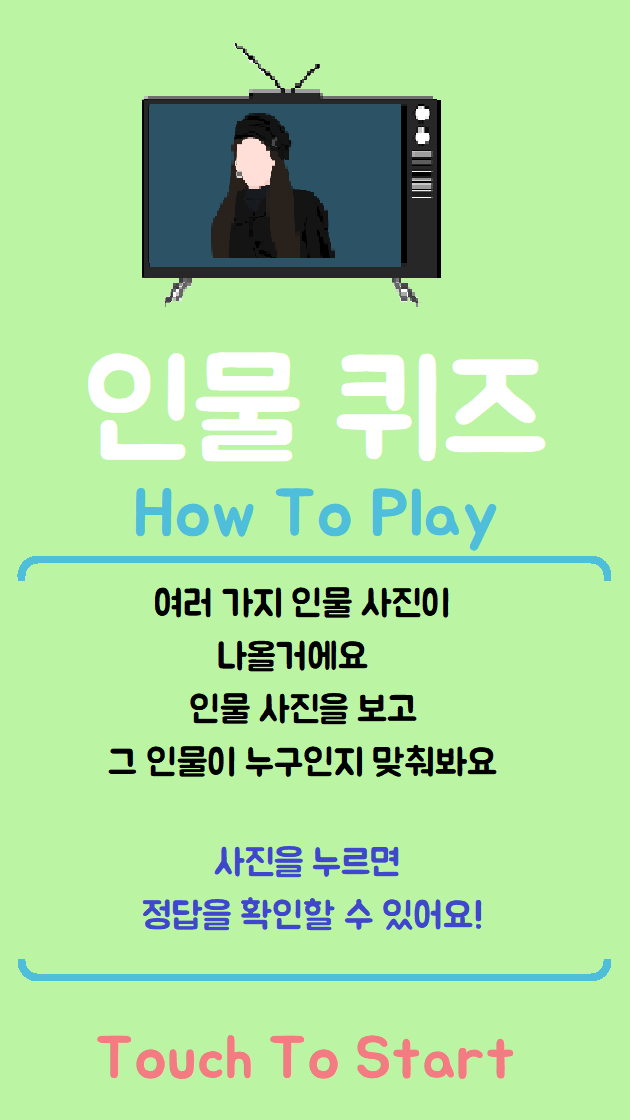 인물 퀴즈
How To Play
여러 가지 인물 사진이
나올거에요
인물 사진을 보고
그 인물이 누구인지 맞춰봐요
사진을 누르면
정답을 확인할 수 있어요!
Touch To Start